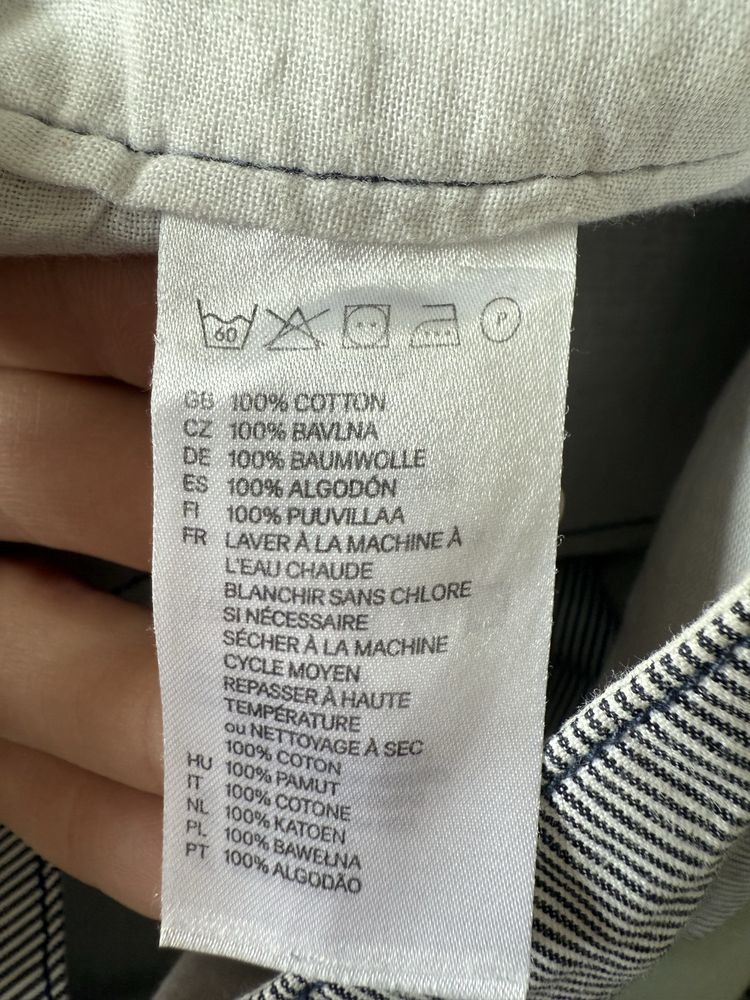 60
P
GB 100% COTTON
CZ 100% BAVLNA
DE 100% BAUMWOLLE
ES 100% ALGODÓN
FI 100% PUUVILLAA
FR LAVER À LA MACHINE À
L'EAU CHAUDE
BLANCHIR SANS CHLORE
SI NÉCESSAIRE
SÉCHER À LA MACHINE
CYCLE MOYEN
REPASSER À HAUTE
TEMPÉRATURE
ou NETTOYAGE À SEC
100% COTON
HU 100% PAMUT
IT 100% COTONE
NL 100% KATOEN
PL 100% BAWEŁNA
PT 100% ALGODÃO